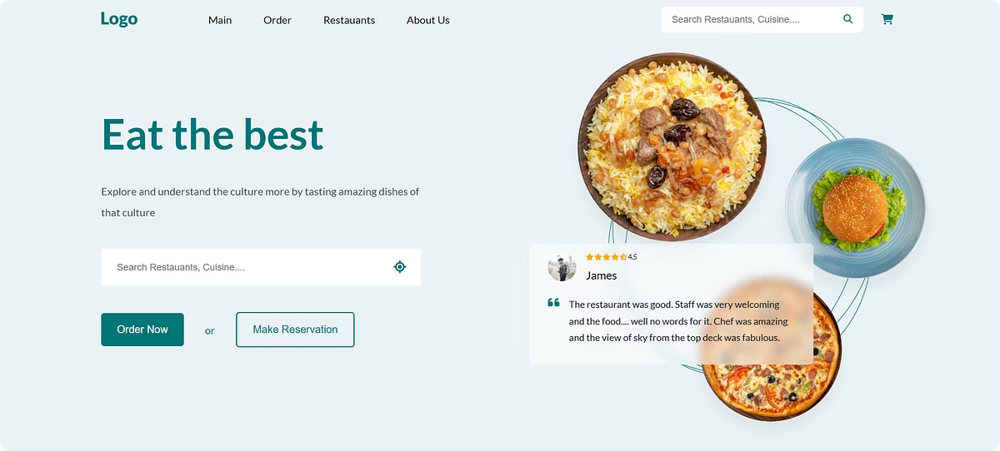 Logo
Main
Order
Restauants
About Us
Search Restauants, Cuisine....
Eat the best
Explore and understand the culture more by tasting amazing dishes of
that culture
Search Restauants, Cuisine....
Order Now
or
Make Reservation
4.5
James
The restaurant was good. Staff was very welcoming
and the food.... well no words for it. Chef was amazing
and the view of sky from the top deck was fabulous.